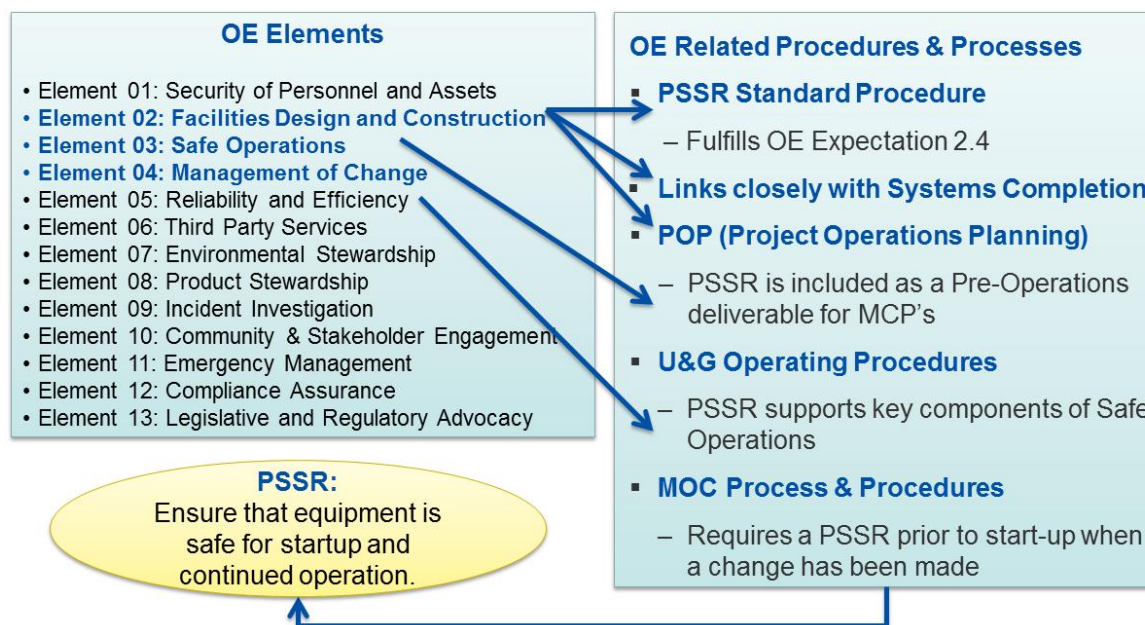 OE Elements
• Element 01: Security of Personnel and Assets
• Element 02: Facilities Design and Construction
• Element 03: Safe Operations
• Element 04: Management of Change
• Element 05: Reliability and Efficiency
• Element 06: Third Party Services
• Element 07: Environmental Stewardship
• Element 08: Product Stewardship
• Element 09: Incident Investigation
• Element 10: Community & Stakeholder Engagement
• Element 11: Emergency Management
• Element 12: Compliance Assurance
• Element 13: Legislative and Regulatory Advocacy
PSSR:
Ensure that equipment is
safe for startup and
continued operation.
OE Related Procedures & Processes
▪ PSSR Standard Procedure
– Fulfills OE Expectation 2.4
▪ Links closely with Systems Completion
▪ POP (Project Operations Planning)
– PSSR is included as a Pre-Operations
deliverable for MCP's
▪ U&G Operating Procedures
– PSSR supports key components of Safe
Operations
▪ MOC Process & Procedures
– Requires a PSSR prior to start-up when
a change has been made